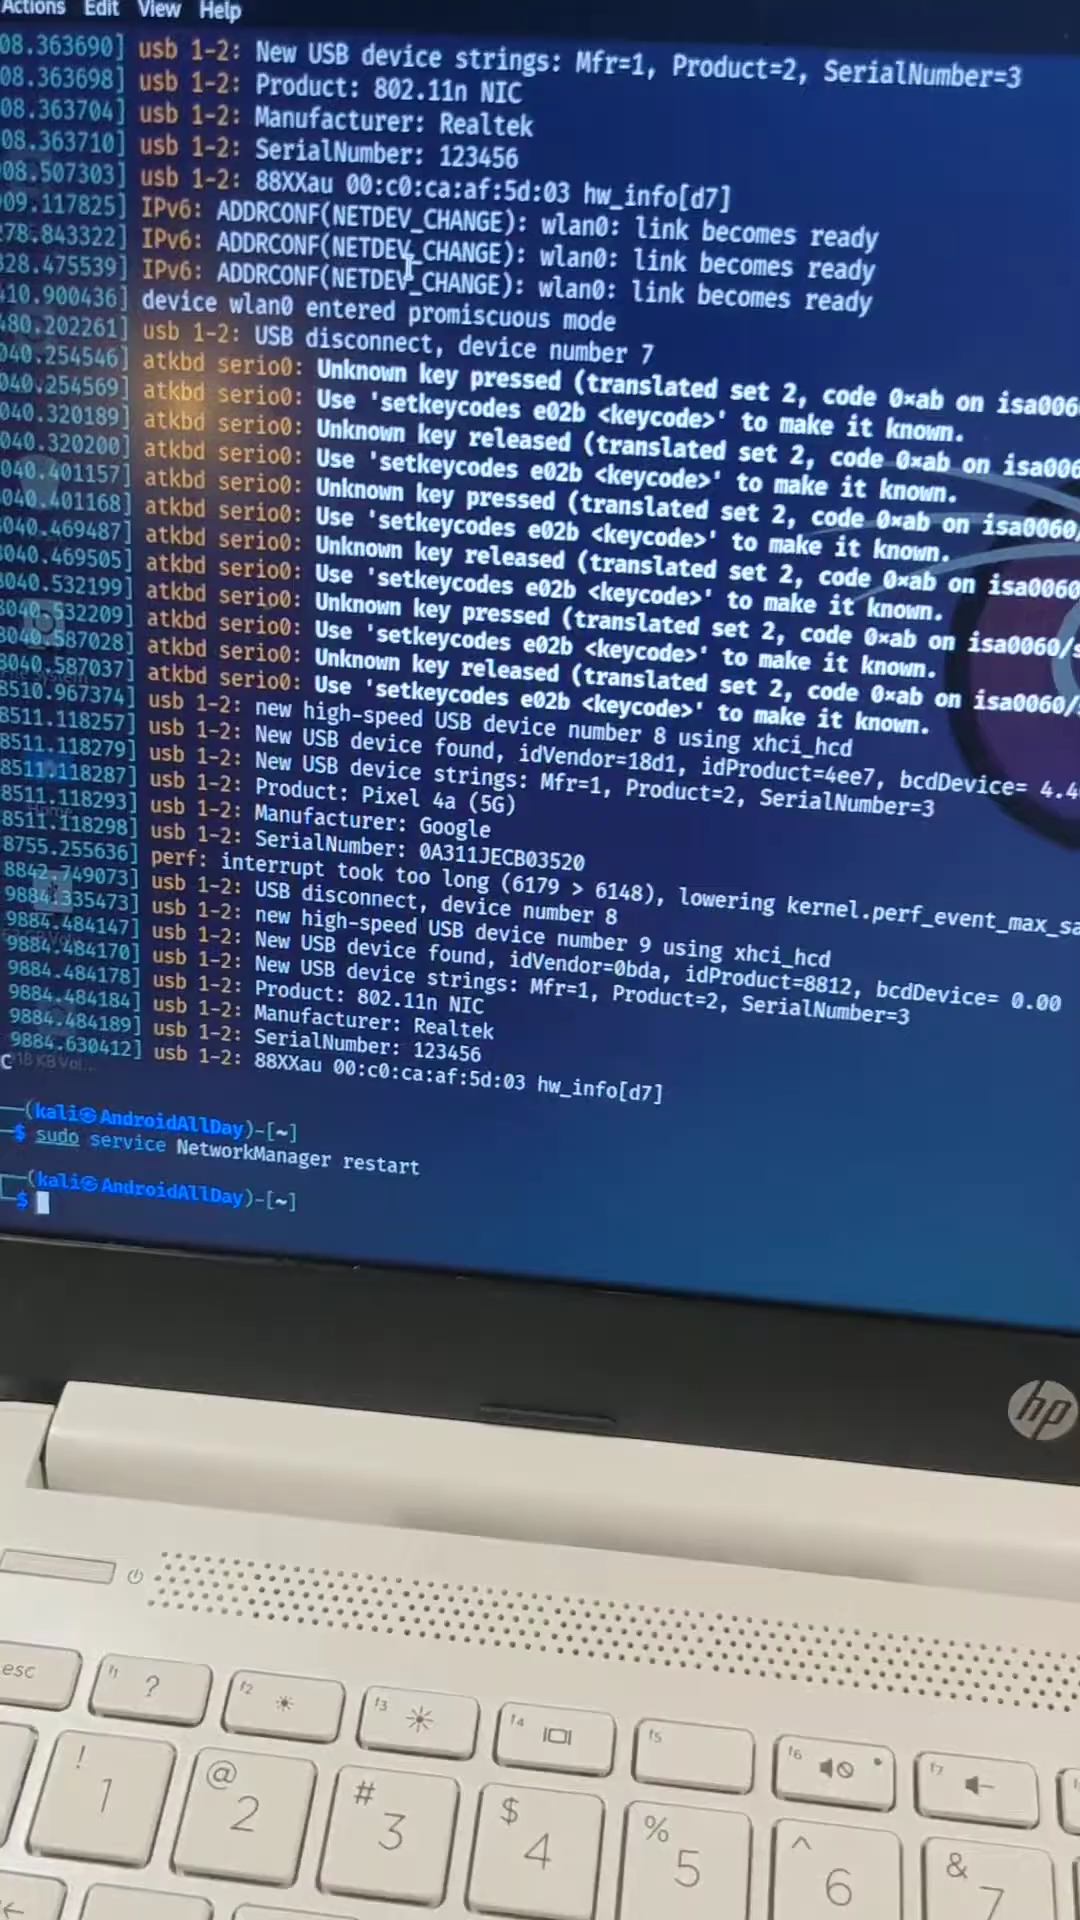 Actions Edit View Help
08.363690] usb 1-2: New USB device strings: Mfr=1, Product=2, SerialNumber=3
08.363698] usb 1-2: Product: 802.11n NIC
08.363704] usb 1-2: Manufacturer: Realtek
08.363710] usb 1-2: SerialNumber: 123456
08.507303] usb 1-2: 88XXau 00:c0:ca:af:5d:03 hw_info[d7]
09.117825] IPv6: ADDRCONF(NETDEV_CHANGE): wlan0: link becomes ready
278.843322] IPv6: ADDRCONF(NETDEV_CHANGE): wlan0: link becomes ready
328.475539] IPv6: ADDRCONF(NETDEV_CHANGE): wlan0: link becomes ready
410.900436] device wlan0 entered promiscuous mode
480.202261] usb 1-2: USB disconnect, device number 7
040.254546] atkbd serio0: Unknown key pressed (translated set 2, code 0xab on isa0060
040.254569] atkbd serio0: Use 'setkeycodes e02b <keycode>' to make it known.
040.320189] atkbd serio0: Unknown key released (translated set 2, code 0xab on isa006
040.320200] atkbd serio0: Use 'setkeycodes e02b <keycode>' to make it known.
040.401157] atkbd serio0: Unknown key pressed (translated set 2, code 0xab on isa0060/
040.401168] atkbd serio0: Use 'setkeycodes e02b <keycode>' to make it known.
040.469487] atkbd serio0: Unknown key released (translated set 2, code 0xab on isa0060
040.469505] atkbd serio0: Use 'setkeycodes e02b <keycode>' to make it known.
3040.532199] atkbd serio0: Unknown key pressed (translated set 2, code 0xab on isa0060/s
3040.532209] atkbd serio0: Use 'setkeycodes e02b <keycode>' to make it known.
3040.587028] atkbd serio0: Unknown key released (translated set 2, code 0xab on isa0060/
3040.587037] atkbd serio0: Use 'setkeycodes e02b <keycode>' to make it known.
8510.967374] usb 1-2: new high-speed USB device number 8 using xhci_hcd
8511.118257] usb 1-2: New USB device found, idVendor=18d1, idProduct=4ee7, bcdDevice= 4.4
8511.118279] usb 1-2: New USB device strings: Mfr=1, Product=2, SerialNumber=3
8511.118287] usb 1-2: Product: Pixel 4a (5G)
8511.118293] usb 1-2: Manufacturer: Google
8511.118298] usb 1-2: SerialNumber: 0A311JECB03520
8755.255636] perf: interrupt took too long (6179 > 6148), lowering kernel.perf_event_max_sa
8842.749073] usb 1-2: USB disconnect, device number 8
9884.335473] usb 1-2: new high-speed USB device number 9 using xhci_hcd
9884.484147] usb 1-2: New USB device found, idVendor=0bda, idProduct=8812, bcdDevice= 0.00
9884.484170] usb 1-2: New USB device strings: Mfr=1, Product=2, SerialNumber=3
9884.484178] usb 1-2: Product: 802.11n NIC
9884.484184] usb 1-2: Manufacturer: Realtek
9884.484189] usb 1-2: SerialNumber: 123456
9884.630412] usb 1-2: 88XXau 00:c0:ca:af:5d:03 hw_info[d7]
C
(kali㉿AndroidAllDay)-[~]
$ sudo service NetworkManager restart
(kali㉿AndroidAllDay)-[~]
$
hp
esc f1 ? f2 f3 f4 f5 f6 f7
! 1 @ 2 # 3 $ 4 % 5 ^ 6 & 7